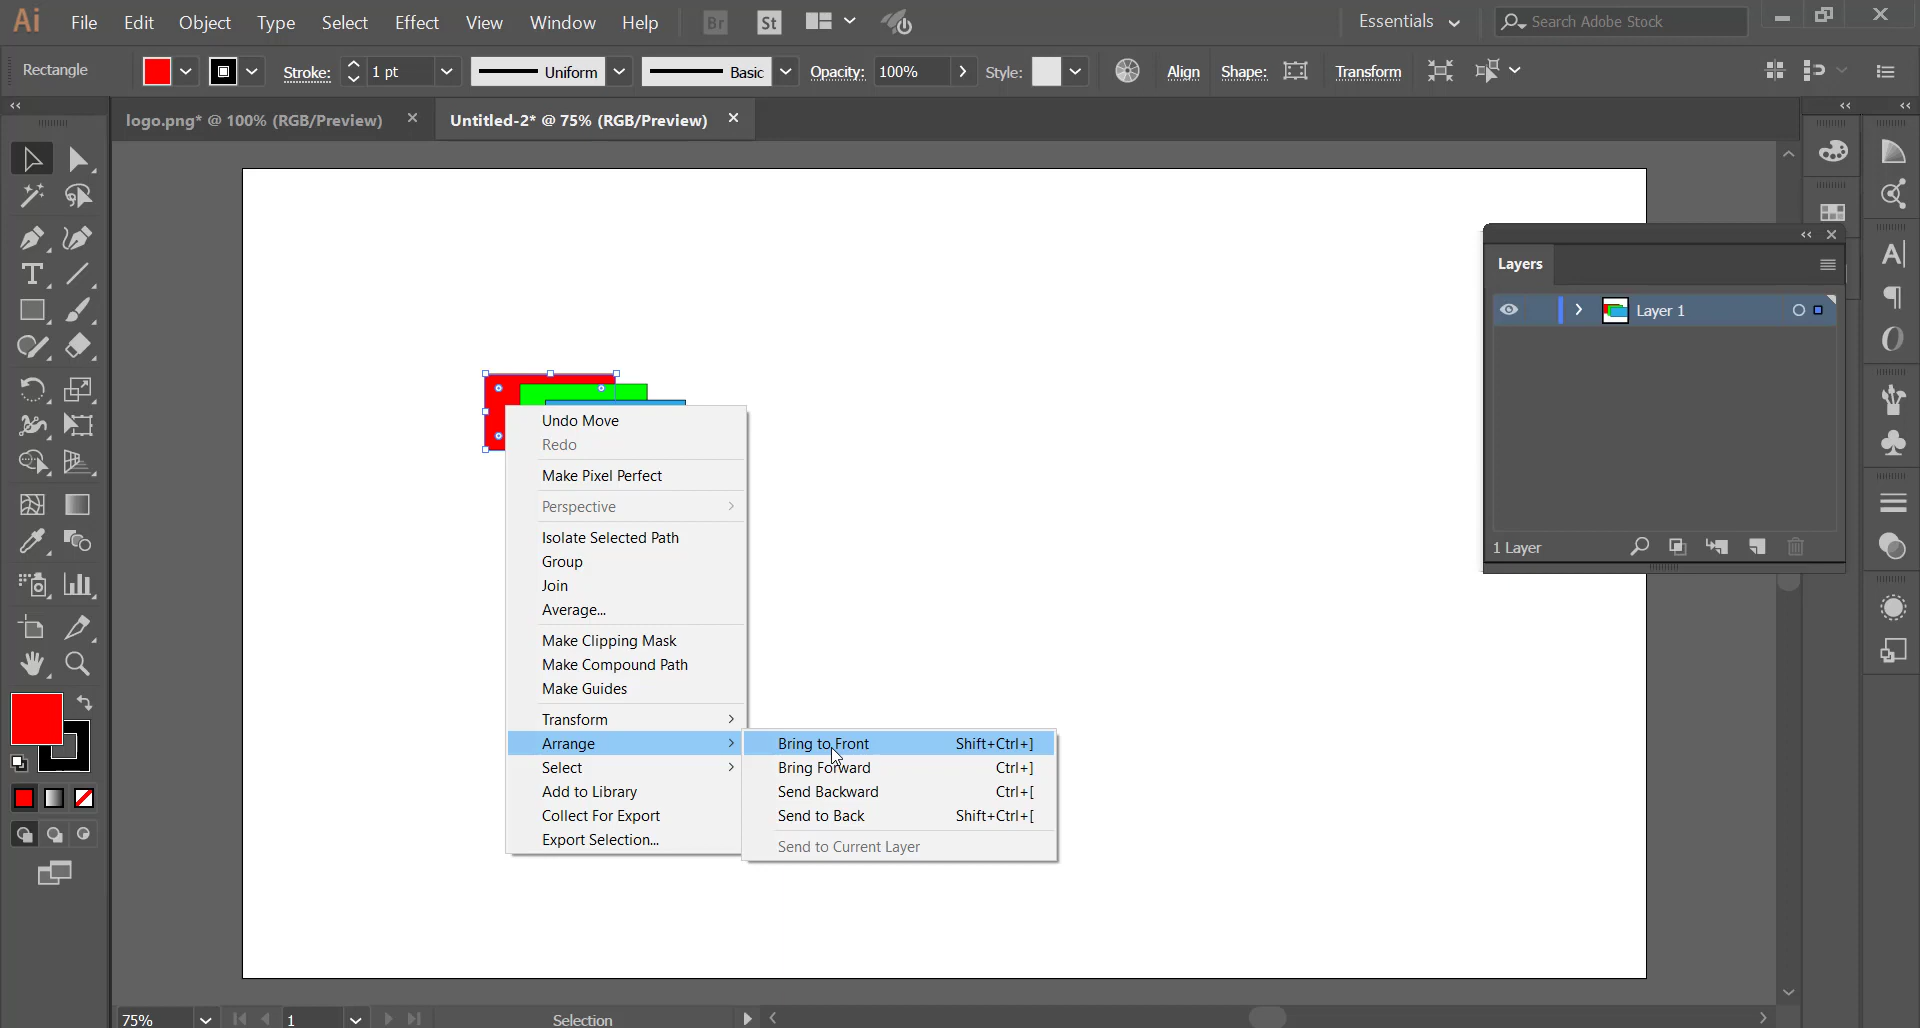 Ai File Edit Object Type Select Effect View Window Help Br St Essentials Search Adobe Stock
Rectangle Stroke: 1 pt Uniform Basic Opacity: 100% Style: Align Shape: Transform
logo.png* @ 100% (RGB/Preview) Untitled-2* @ 75% (RGB/Preview)
Layers
Layer 1
1 Layer
Undo Move
Redo
Make Pixel Perfect
Perspective
Isolate Selected Path
Group
Join
Average...
Make Clipping Mask
Make Compound Path
Make Guides
Transform
Arrange
Select
Add to Library
Collect For Export
Export Selection...
Bring to Front Shift+Ctrl+]
Bring Forward Ctrl+]
Send Backward Ctrl+[
Send to Back Shift+Ctrl+[
Send to Current Layer
75% 1 Selection